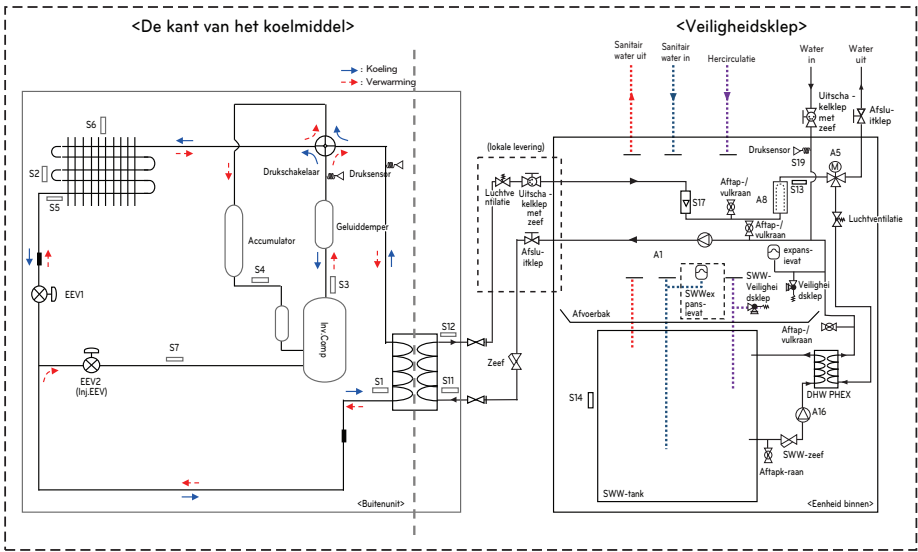 <De kant van het koelmiddel>
<Veiligheidsklep>
: Koeling
: Verwarming
Sanitair
water uit
Sanitair
water in
Hercirculatie
Water
in
Water
uit
Uitscha -
kelklep
met
zeef
Afslu-
itklep
S6
S2
S5
Drukschakelaar
Druksensor
Accumulator
Geluiddemper
S4
S3
EEV1
EEV2
(Inj.EEV)
S7
Inv.Comp
S1
S12
S11
<Buitenunit>
(lokale levering)
Luchtve
ntilatie
Uitscha -
kelklep
met
zeef
Afslu-
itklep
Zeef
Druksensor
S19
A5
S17
Aftap-/
vulkraan
A8
S13
Luchtventilatie
Aftap-/
vulkraan
A1
expans-
ievat
SWWex
pans-
ievat
SWW-
Veilighei
dsklep
Veilighei
dsklep
Afvoerbak
Aftap-/
vulkraan
DHW PHEX
S14
A16
SWW-zeef
Aftapk-raan
SWW-tank
<Eenheid binnen>